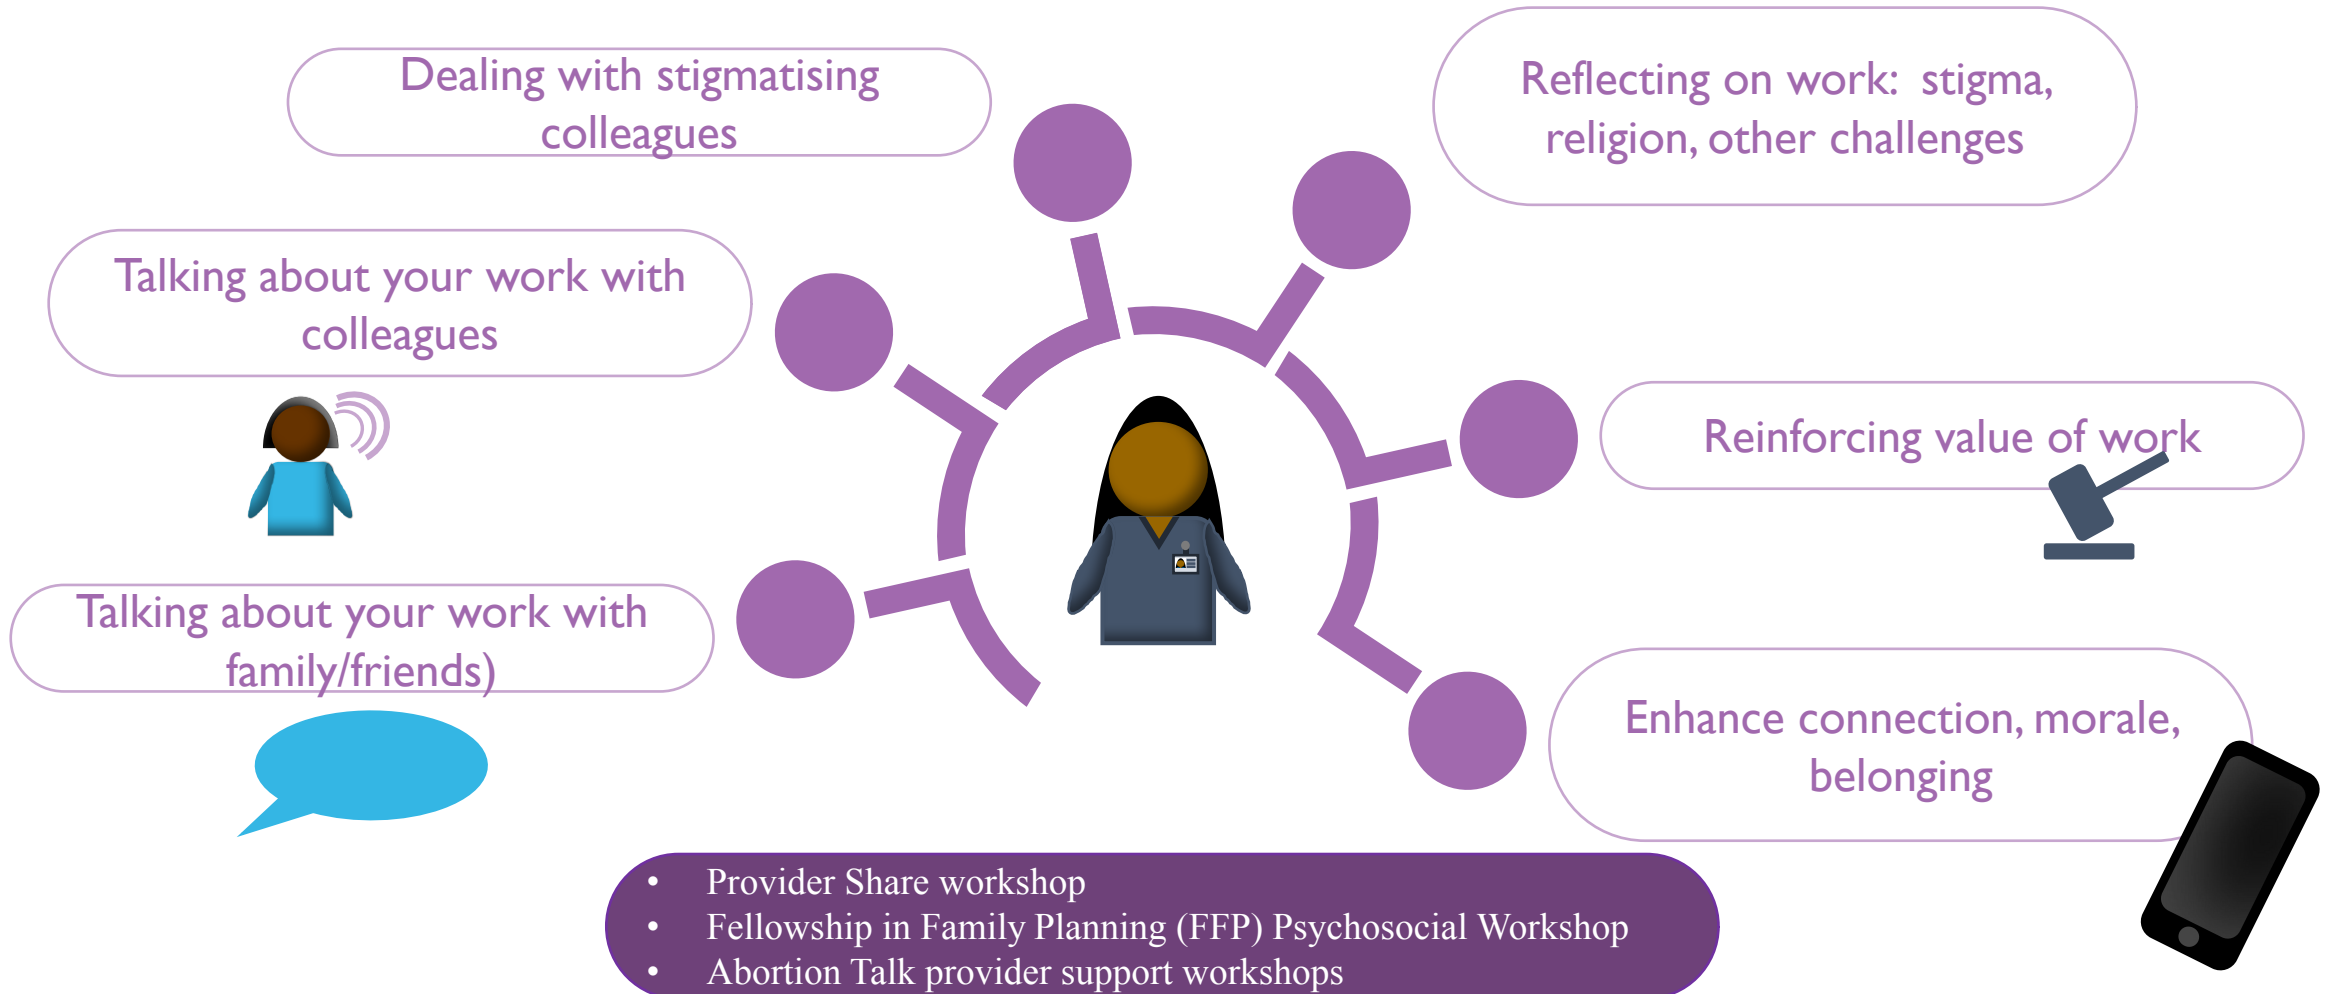 Dealing with stigmatising
colleagues
Reflecting on work:  stigma,
religion, other challenges
Talking about your work with
colleagues
Reinforcing value of work
Talking about your work with
family/friends)
Enhance connection, morale,
belonging
• Provider Share workshop
• Fellowship in Family Planning (FFP) Psychosocial Workshop
• Abortion Talk provider support workshops